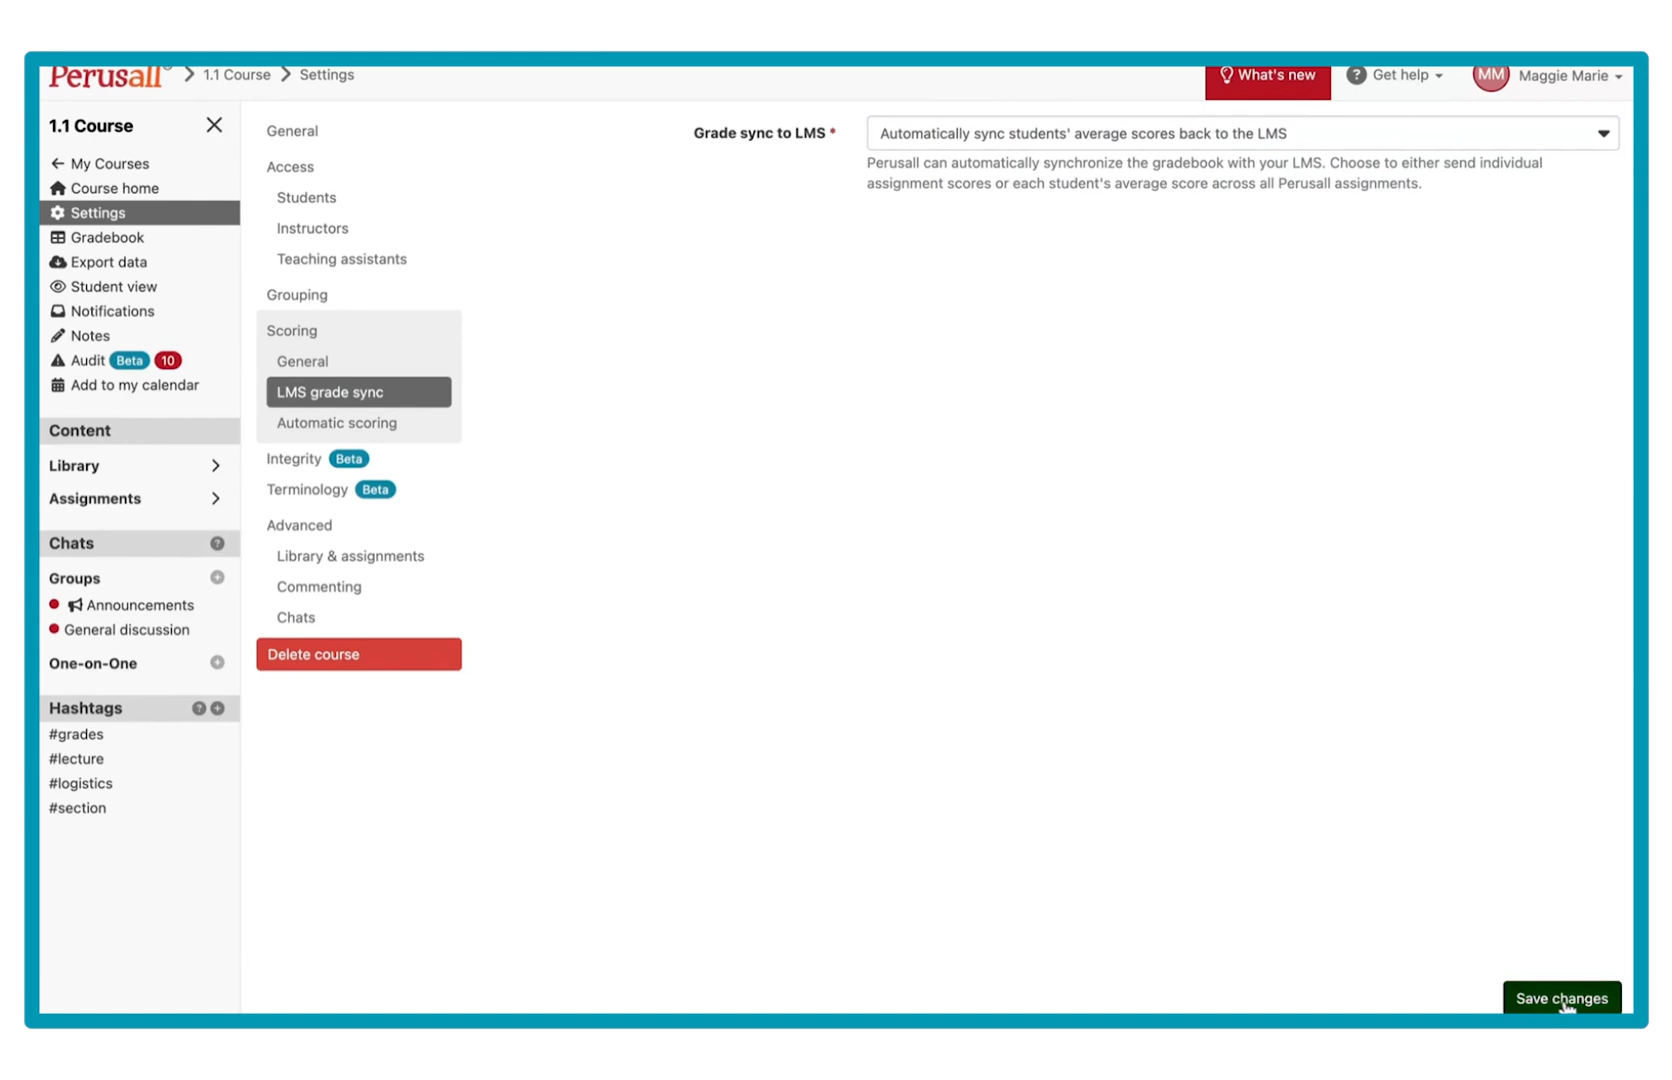 Perusall
1.1 Course
Settings
What's new
Get help
MM
Maggie Marie
1.1 Course
My Courses
Course home
Settings
Gradebook
Export data
Student view
Notifications
Notes
Audit Beta 10
Add to my calendar
Content
Library
Assignments
Chats ?
Groups
Announcements
General discussion
One-on-One
Hashtags ?
#grades
#lecture
#logistics
#section
General
Access
Students
Instructors
Teaching assistants
Grouping
Scoring
General
LMS grade sync
Automatic scoring
Integrity Beta
Terminology Beta
Advanced
Library & assignments
Commenting
Chats
Delete course
Grade sync to LMS *
Automatically sync students' average scores back to the LMS
Perusall can automatically synchronize the gradebook with your LMS. Choose to either send individual
assignment scores or each student's average score across all Perusall assignments.
Save changes